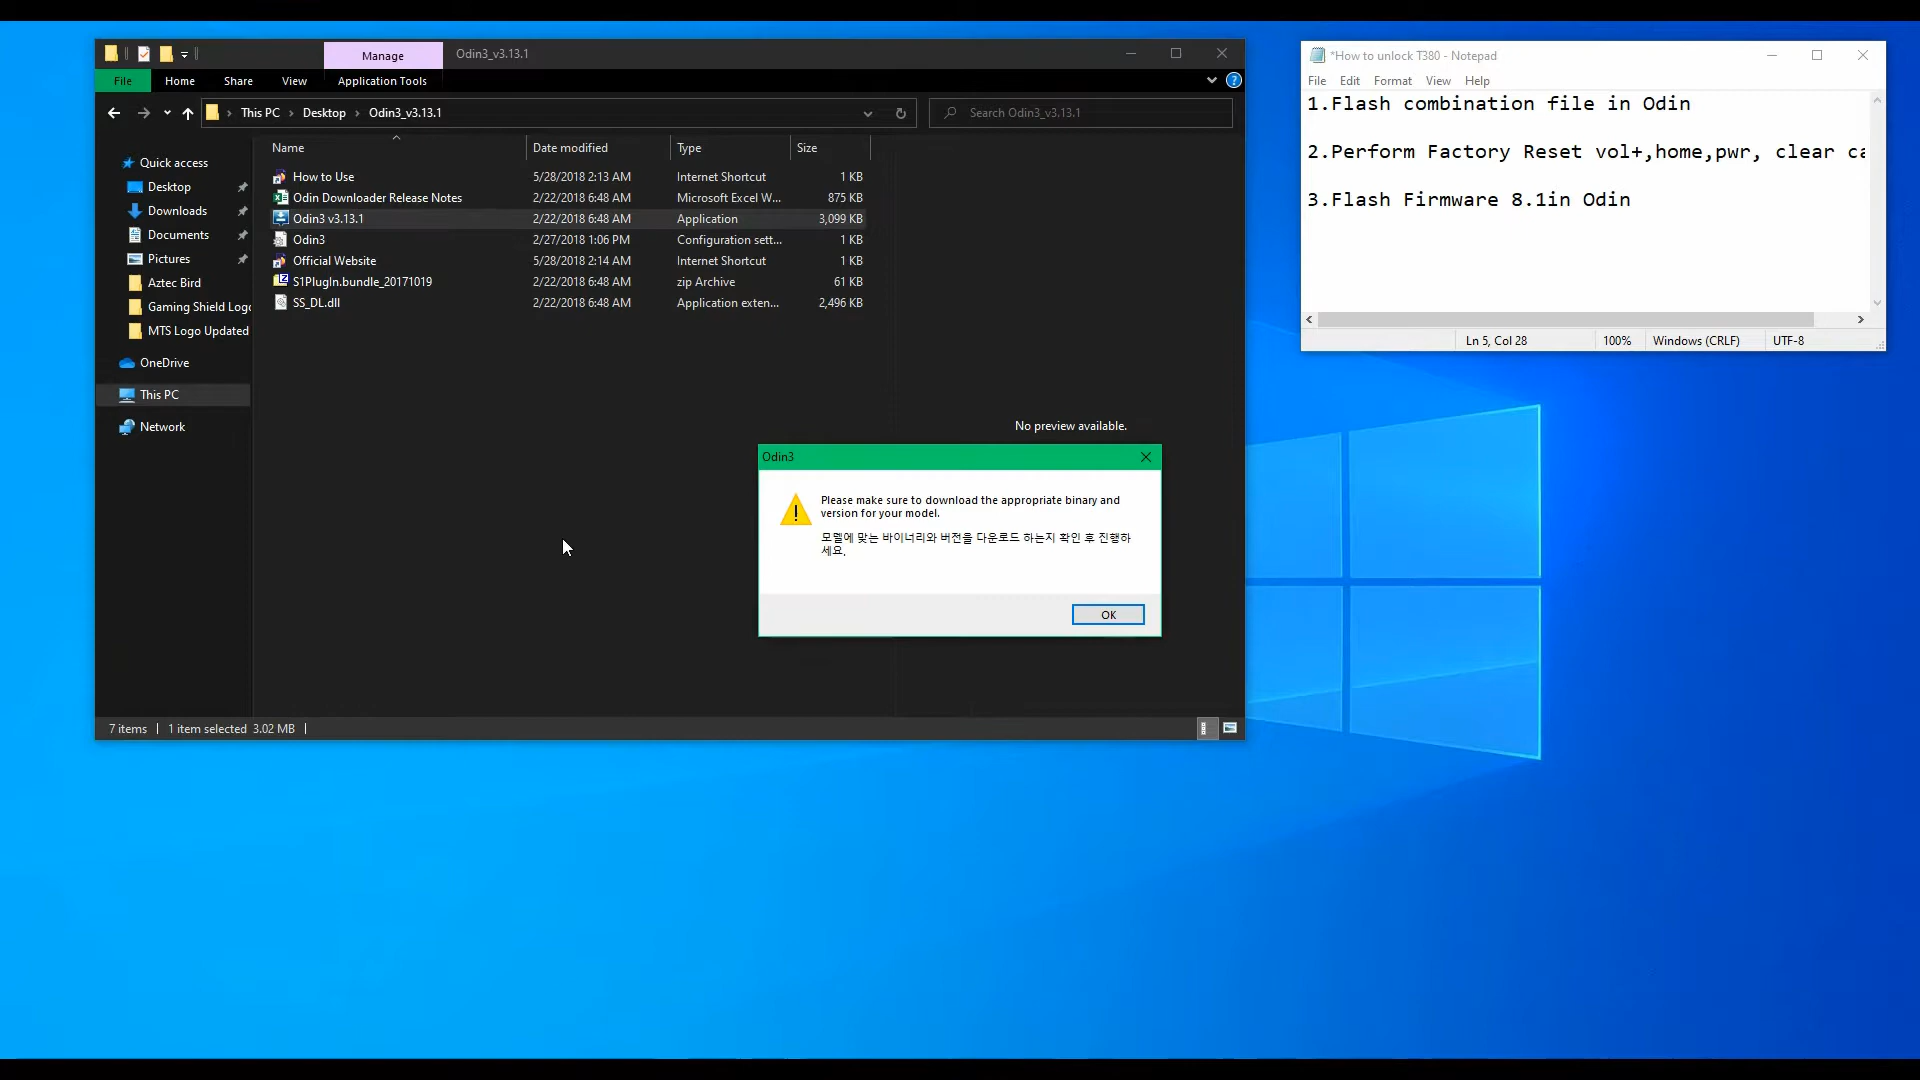 Manage
Odin3_v3.13.1
File Home Share View Application Tools
This PC Desktop Odin3_v3.13.1
Search Odin3_v3.13.1
Quick access
Desktop
Downloads
Documents
Pictures
Aztec Bird
Gaming Shield Logo
MTS Logo Updated
OneDrive
This PC
Network
Name Date modified Type Size
How to Use 5/28/2018 2:13 AM Internet Shortcut 1 KB
Odin Downloader Release Notes 2/22/2018 6:48 AM Microsoft Excel W... 875 KB
Odin3 v3.13.1 2/22/2018 6:48 AM Application 3,099 KB
Odin3 2/27/2018 1:06 PM Configuration sett... 1 KB
Official Website 5/28/2018 2:14 AM Internet Shortcut 1 KB
S1PlugIn.bundle_20171019 2/22/2018 6:48 AM zip Archive 61 KB
SS_DL.dll 2/22/2018 6:48 AM Application exten... 2,496 KB
No preview available.
7 items 1 item selected 3.02 MB
Odin3
Please make sure to download the appropriate binary and
version for your model.
모델에 맞는 바이너리와 버전을 다운로드 하는지 확인 후 진행하
세요.
OK
*How to unlock T380 - Notepad
File Edit Format View Help
1.Flash combination file in Odin
2.Perform Factory Reset vol+,home,pwr, clear ca
3.Flash Firmware 8.1in Odin
Ln 5, Col 28 100% Windows (CRLF) UTF-8